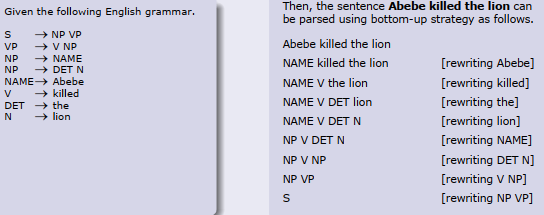 Given the following English grammar.
S → NP VP
VP → V NP
NP → NAME
NP → DET N
NAME → Abebe
V → killed
DET → the
N → lion
Then, the sentence Abebe killed the lion can
be parsed using bottom-up strategy as follows.
Abebe killed the lion
NAME killed the lion [rewriting Abebe]
NAME V the lion [rewriting killed]
NAME V DET lion [rewriting the]
NAME V DET N [rewriting lion]
NP V DET N [rewriting NAME]
NP V NP [rewriting DET N]
NP VP [rewriting V NP]
S [rewriting NP VP]